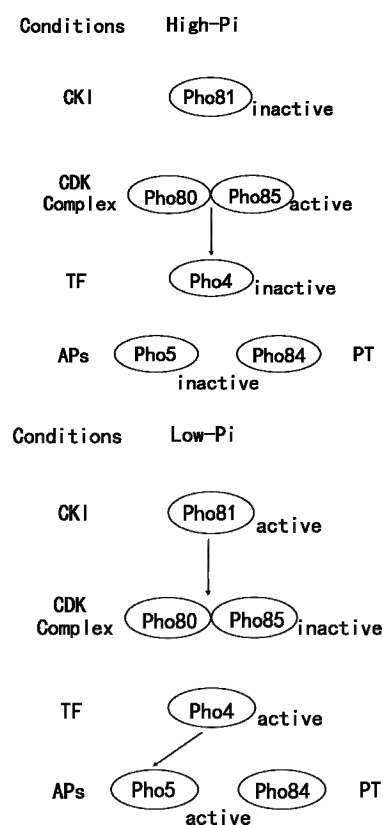 Conditions High-Pi
CKI Pho81 inactive
CDK
Complex Pho80 Pho85 active
TF Pho4 inactive
APs Pho5 Pho84 PT
inactive
Conditions Low-Pi
CKI Pho81 active
CDK
Complex Pho80 Pho85 inactive
TF Pho4 active
APs Pho5 Pho84 PT
active